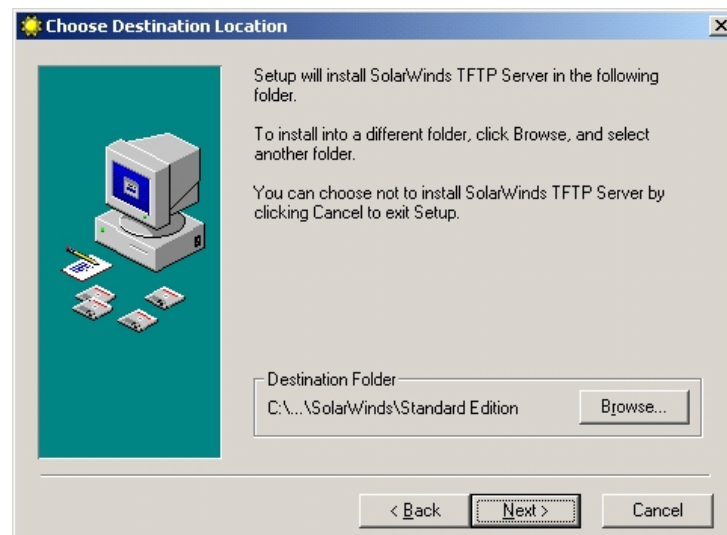 Choose Destination Location
Setup will install SolarWinds TFTP Server in the following
folder.
To install into a different folder, click Browse, and select
another folder.
You can choose not to install SolarWinds TFTP Server by
clicking Cancel to exit Setup.
Destination Folder
C:\...\SolarWinds\Standard Edition
Browse...
< Back
Next >
Cancel